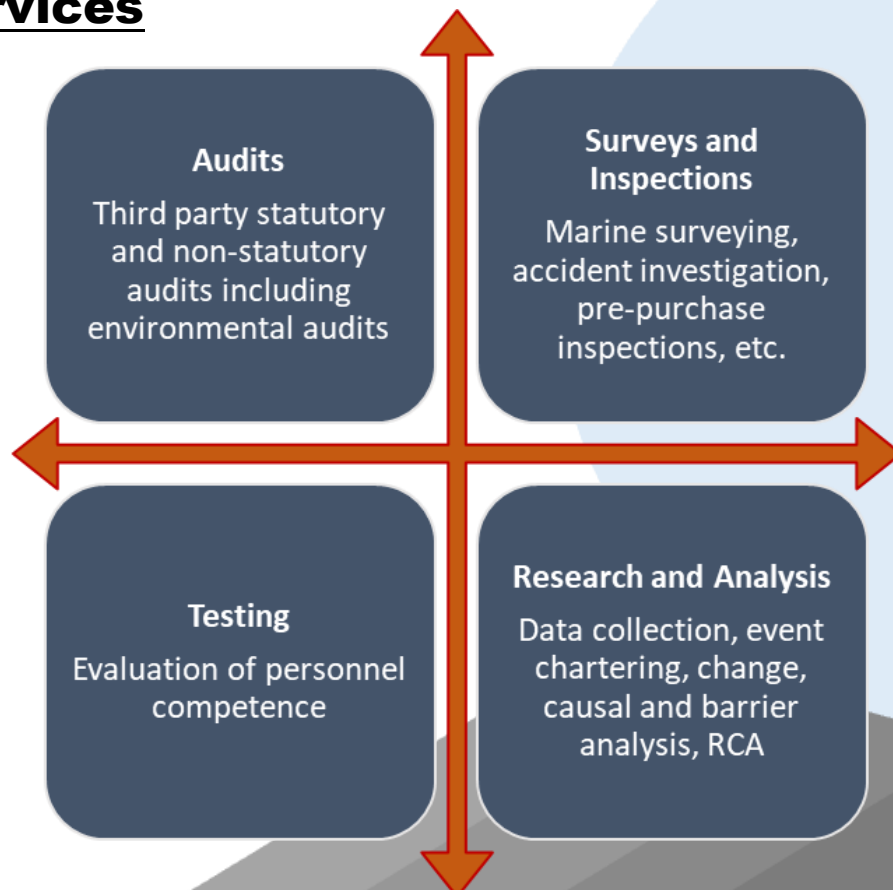 rvices
Audits
Third party statutory
and non-statutory
audits including
environmental audits
Surveys and
Inspections
Marine surveying,
accident investigation,
pre-purchase
inspections, etc.
Testing
Evaluation of personnel
competence
Research and Analysis
Data collection, event
chartering, change,
causal and barrier
analysis, RCA